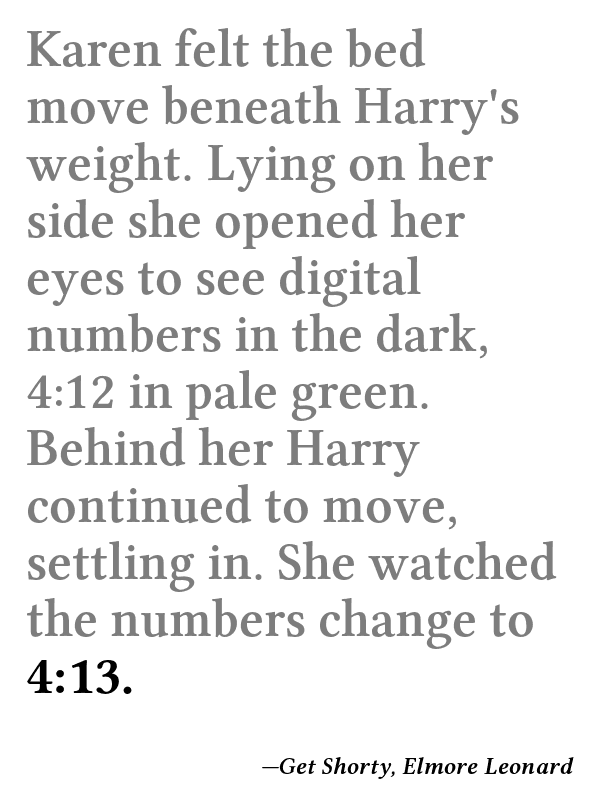 Karen felt the bed
move beneath Harry's
weight. Lying on her
side she opened her
eyes to see digital
numbers in the dark,
4:12 in pale green.
Behind her Harry
continued to move,
settling in. She watched
the numbers change to
4:13.
—Get Shorty, Elmore Leonard